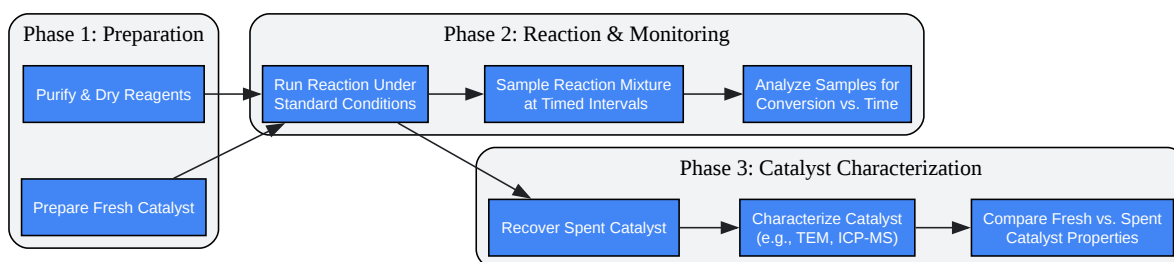 Phase 1: Preparation
Purify & Dry Reagents
Prepare Fresh Catalyst
Phase 2: Reaction & Monitoring
Run Reaction Under
Standard Conditions
Sample Reaction Mixture
at Timed Intervals
Analyze Samples for
Conversion vs. Time
Phase 3: Catalyst Characterization
Recover Spent Catalyst
Characterize Catalyst
(e.g., TEM, ICP-MS)
Compare Fresh vs. Spent
Catalyst Properties